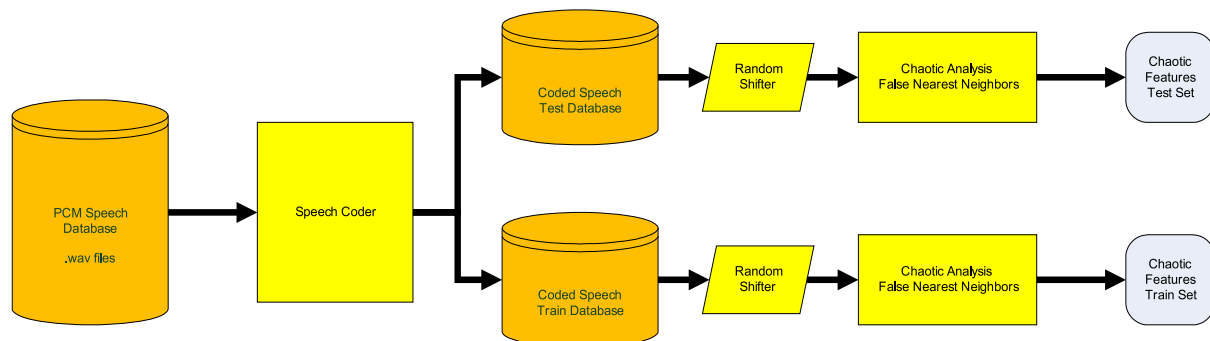 PCM Speech
Database
.wav files
Speech Coder
Coded Speech
Test Database
Random
Shifter
Chaotic Analysis
False Nearest Neighbors
Chaotic
Features
Test Set
Coded Speech
Train Database
Random
Shifter
Chaotic Analysis
False Nearest Neighbors
Chaotic
Features
Train Set